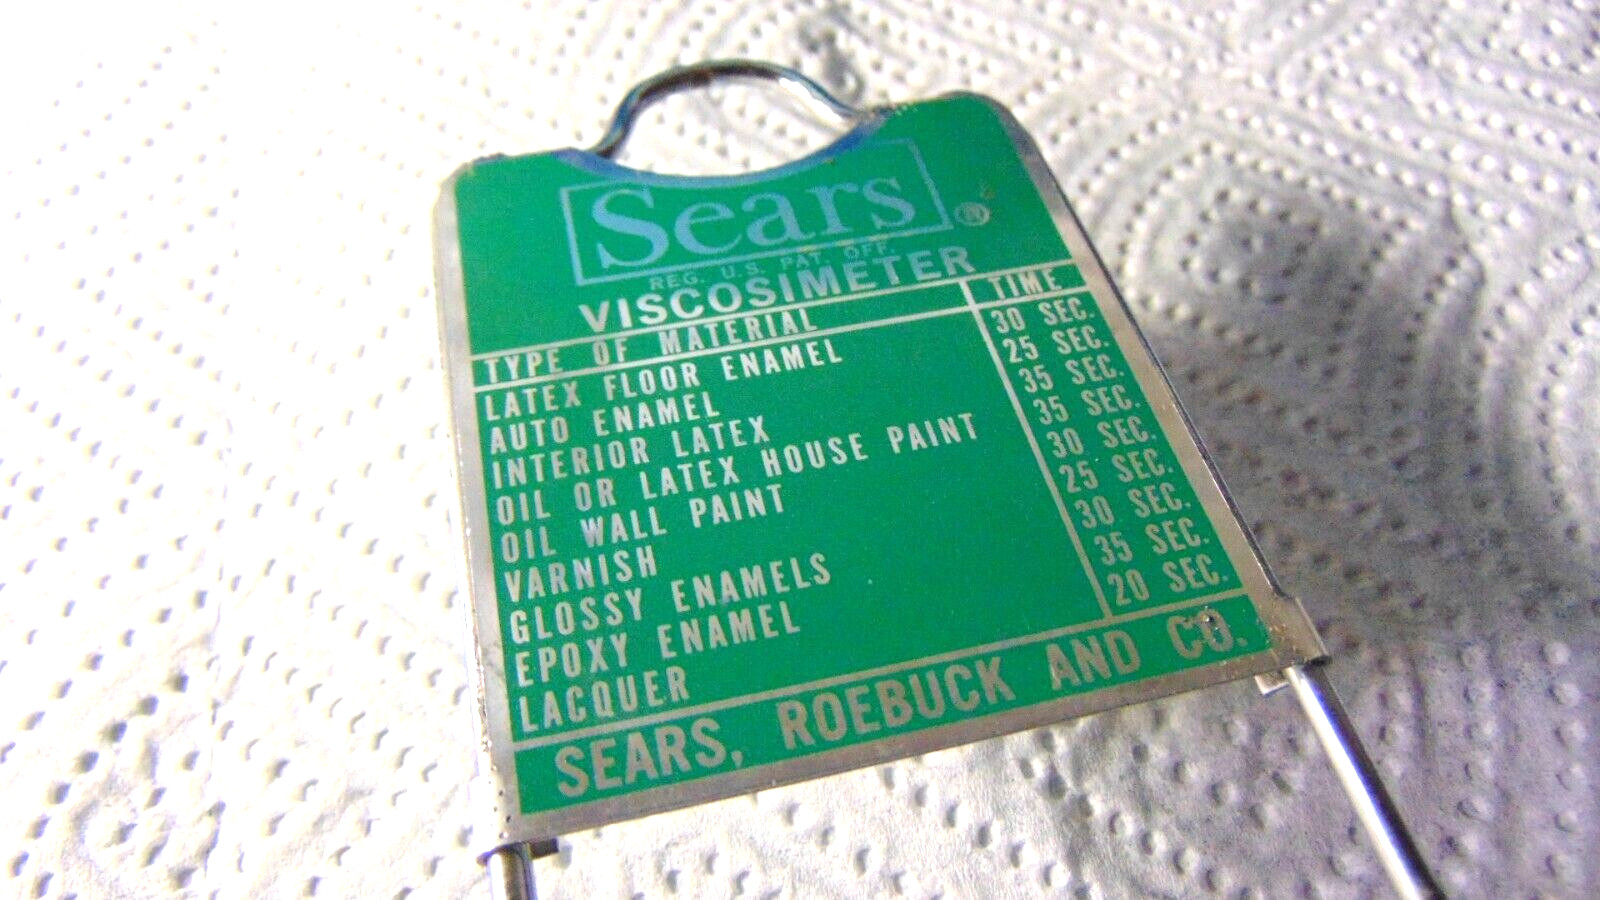 Sears ®
REG. U.S. PAT. OFF.
VISCOSIMETER
TYPE OF MATERIAL TIME
LATEX FLOOR ENAMEL 30 SEC.
AUTO ENAMEL 25 SEC.
INTERIOR LATEX 35 SEC.
OIL OR LATEX HOUSE PAINT 35 SEC.
OIL WALL PAINT 30 SEC.
VARNISH 25 SEC.
GLOSSY ENAMELS 30 SEC.
EPOXY ENAMEL 35 SEC.
LACQUER 20 SEC.
SEARS, ROEBUCK AND CO.